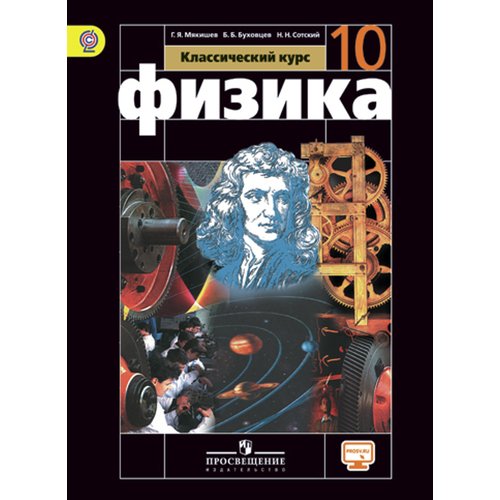 Г. Я. Мякишев Б. Б. Буховцев Н. Н. Сотский
Классический курс 10
физика
ПРОСВЕЩЕНИЕ
ИЗДАТЕЛЬСТВО
PROSV.RU